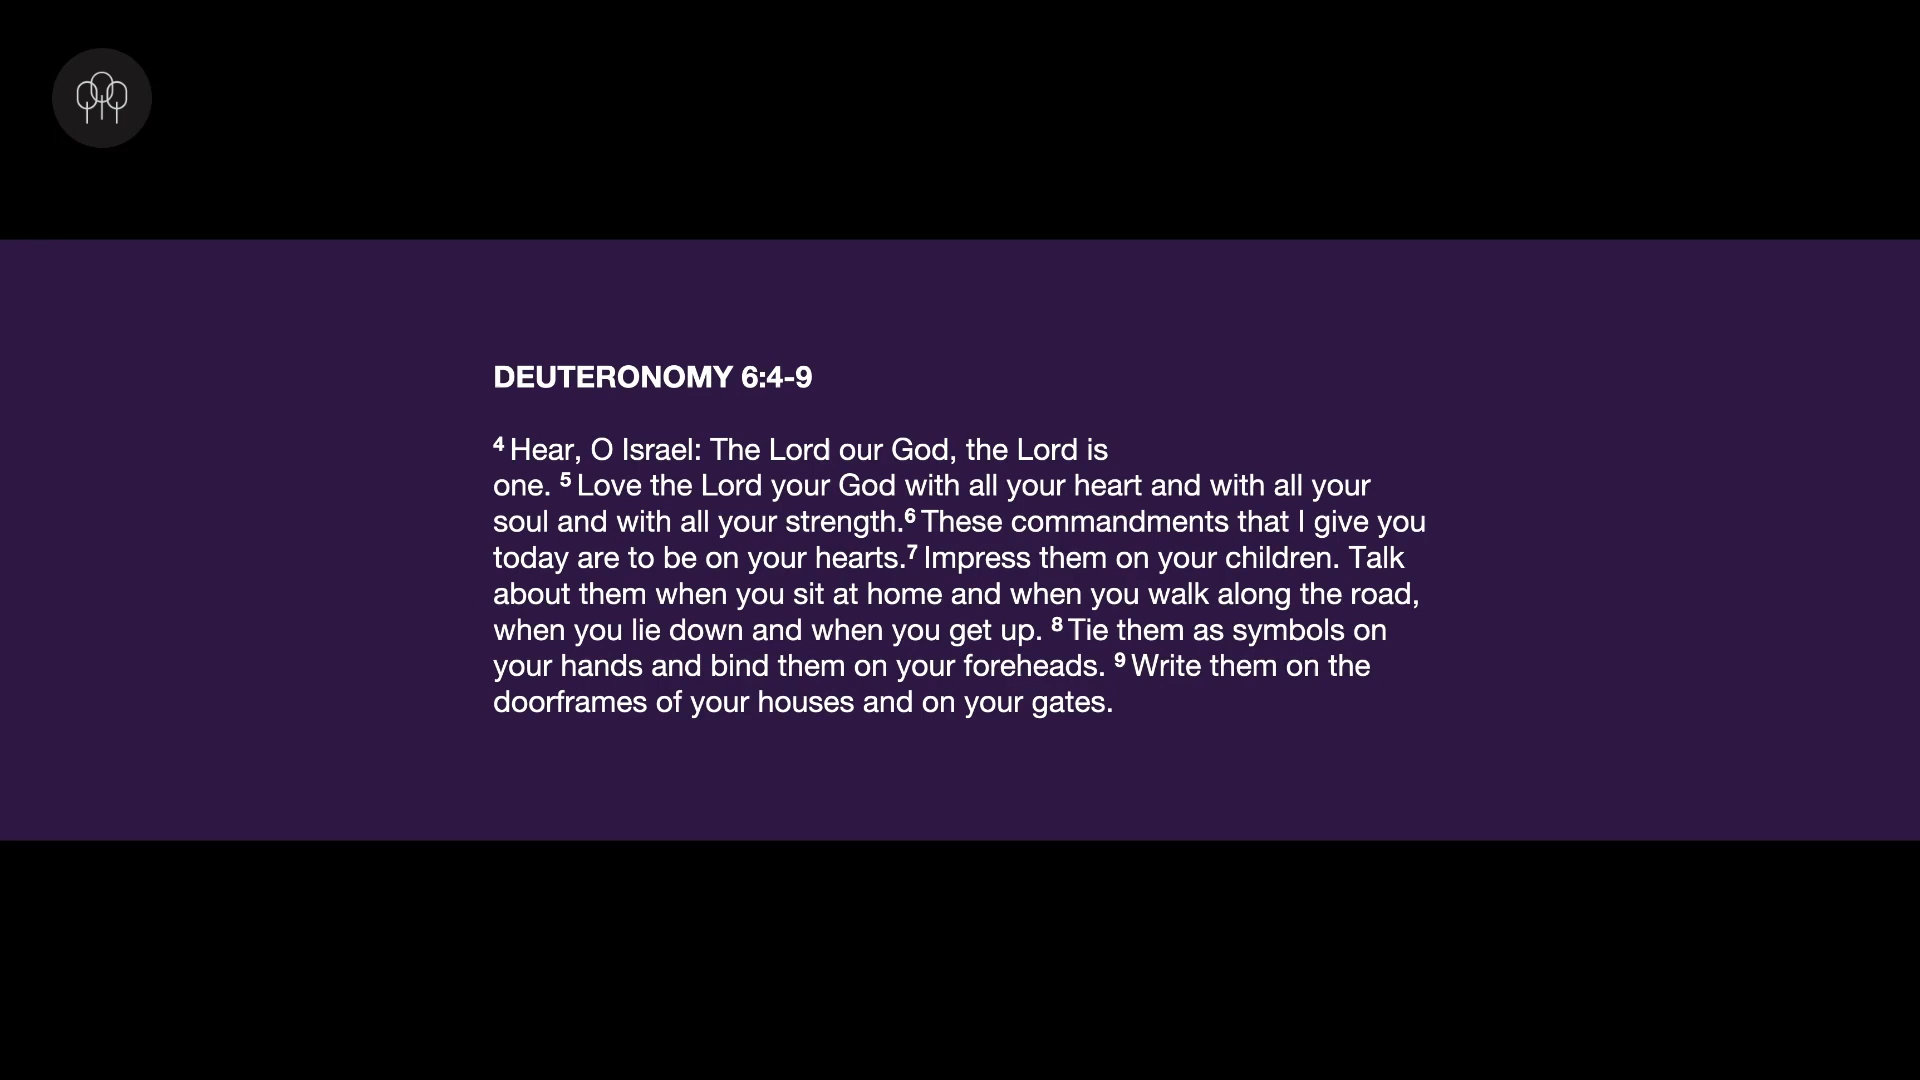 DEUTERONOMY 6:4-9
4 Hear, O Israel: The Lord our God, the Lord is
one. 5 Love the Lord your God with all your heart and with all your
soul and with all your strength.6 These commandments that I give you
today are to be on your hearts.7 Impress them on your children. Talk
about them when you sit at home and when you walk along the road,
when you lie down and when you get up. 8 Tie them as symbols on
your hands and bind them on your foreheads. 9 Write them on the
doorframes of your houses and on your gates.